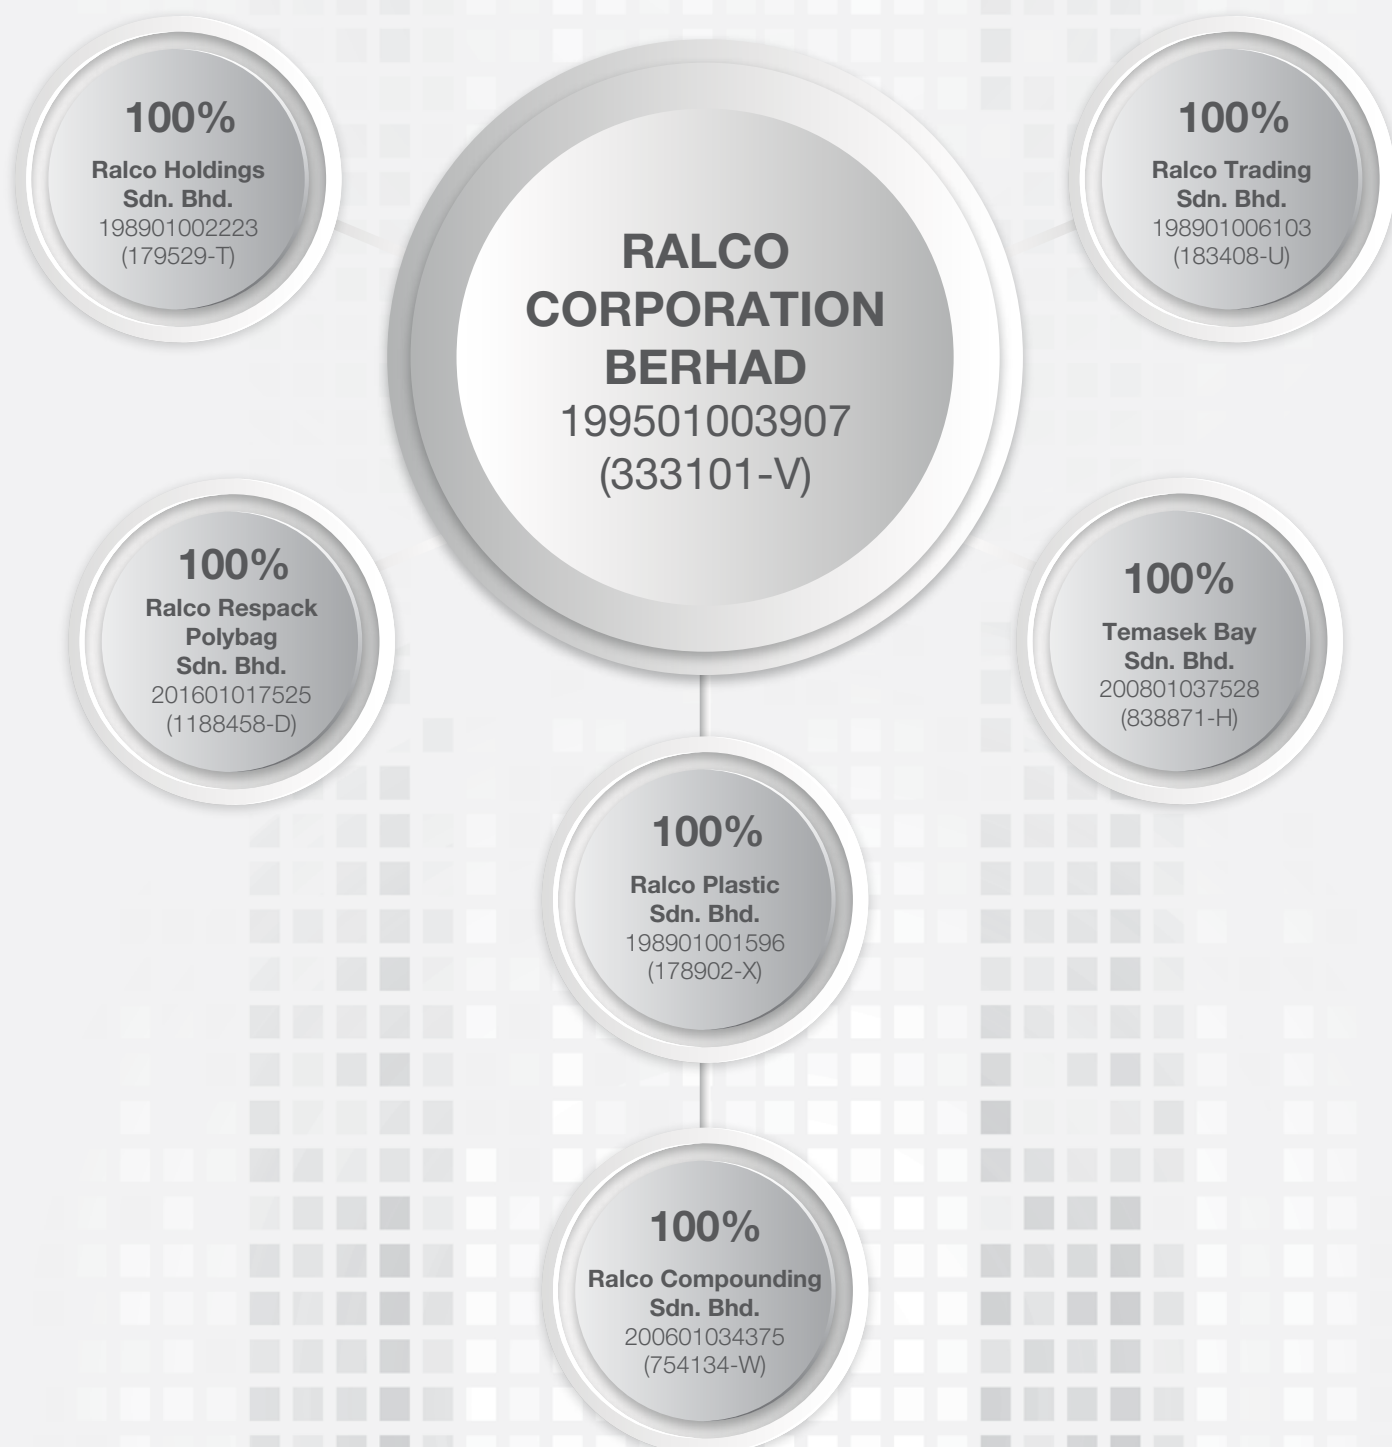 100%
Ralco Holdings
Sdn. Bhd.
198901002223
(179529-T)
RALCO
CORPORATION
BERHAD
199501003907
(333101-V)
100%
Ralco Trading
Sdn. Bhd.
198901006103
(183408-U)
100%
Ralco Respack
Polybag
Sdn. Bhd.
201601017525
(1188458-D)
100%
Temasek Bay
Sdn. Bhd.
200801037528
(838871-H)
100%
Ralco Plastic
Sdn. Bhd.
198901001596
(178902-X)
100%
Ralco Compounding
Sdn. Bhd.
200601034375
(754134-W)